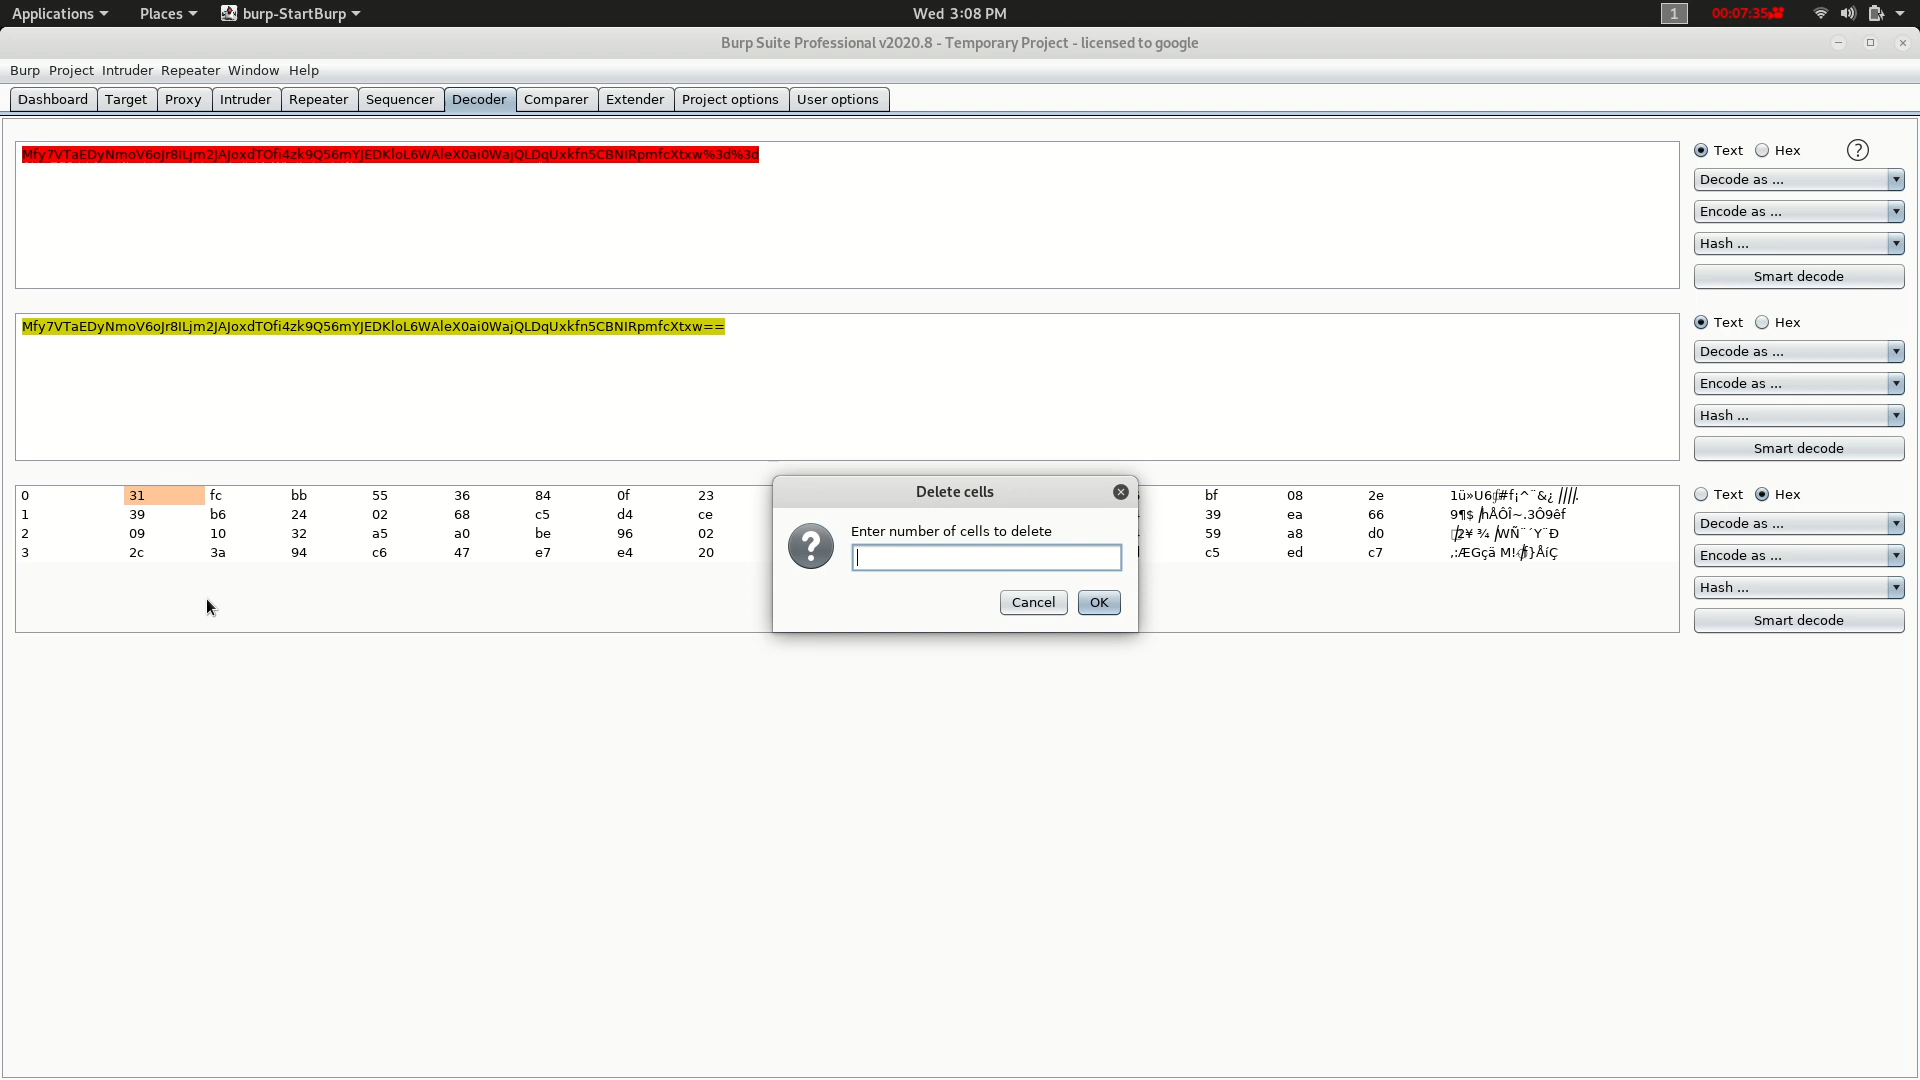 Applications Places burp-StartBurp Wed 3:08 PM 1 00:07:35
Burp Suite Professional v2020.8 - Temporary Project - licensed to google
Burp Project Intruder Repeater Window Help
Dashboard Target Proxy Intruder Repeater Sequencer Decoder Comparer Extender Project options User options
Mfy7VTaEDyNmoV6oJr8ILjm2JAJoxdTOfi4zk9Q56mYJEDKloL6WAleX0ai0WajQLDqUxkfn5CBNIRpmfcXtxw%3d%3d
Text Hex ?
Decode as ...
Encode as ...
Hash ...
Smart decode
Mfy7VTaEDyNmoV6oJr8ILjm2JAJoxdTOfi4zk9Q56mYJEDKloL6WAleX0ai0WajQLDqUxkfn5CBNIRpmfcXtxw==
Text Hex
Decode as ...
Encode as ...
Hash ...
Smart decode
0 31 fc bb 55 36 84 0f 23 bf 08 2e
1 39 b6 24 02 68 c5 d4 ce 39 ea 66
2 09 10 32 a5 a0 be 96 02 59 a8 d0
3 2c 3a 94 c6 47 e7 e4 20 c5 ed c7
Text Hex
Decode as ...
Encode as ...
Hash ...
Smart decode
Delete cells
Enter number of cells to delete
Cancel OK